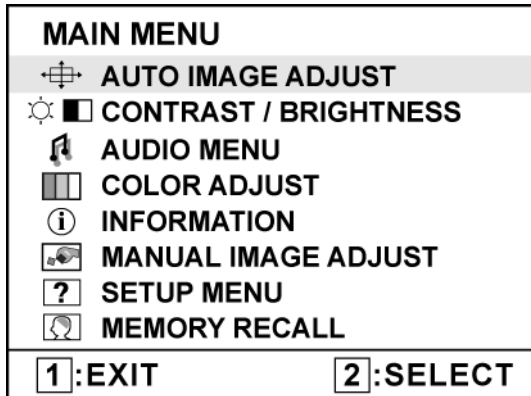 MAIN MENU
AUTO IMAGE ADJUST
CONTRAST / BRIGHTNESS
AUDIO MENU
COLOR ADJUST
i INFORMATION
MANUAL IMAGE ADJUST
? SETUP MENU
MEMORY RECALL
1:EXIT 2:SELECT